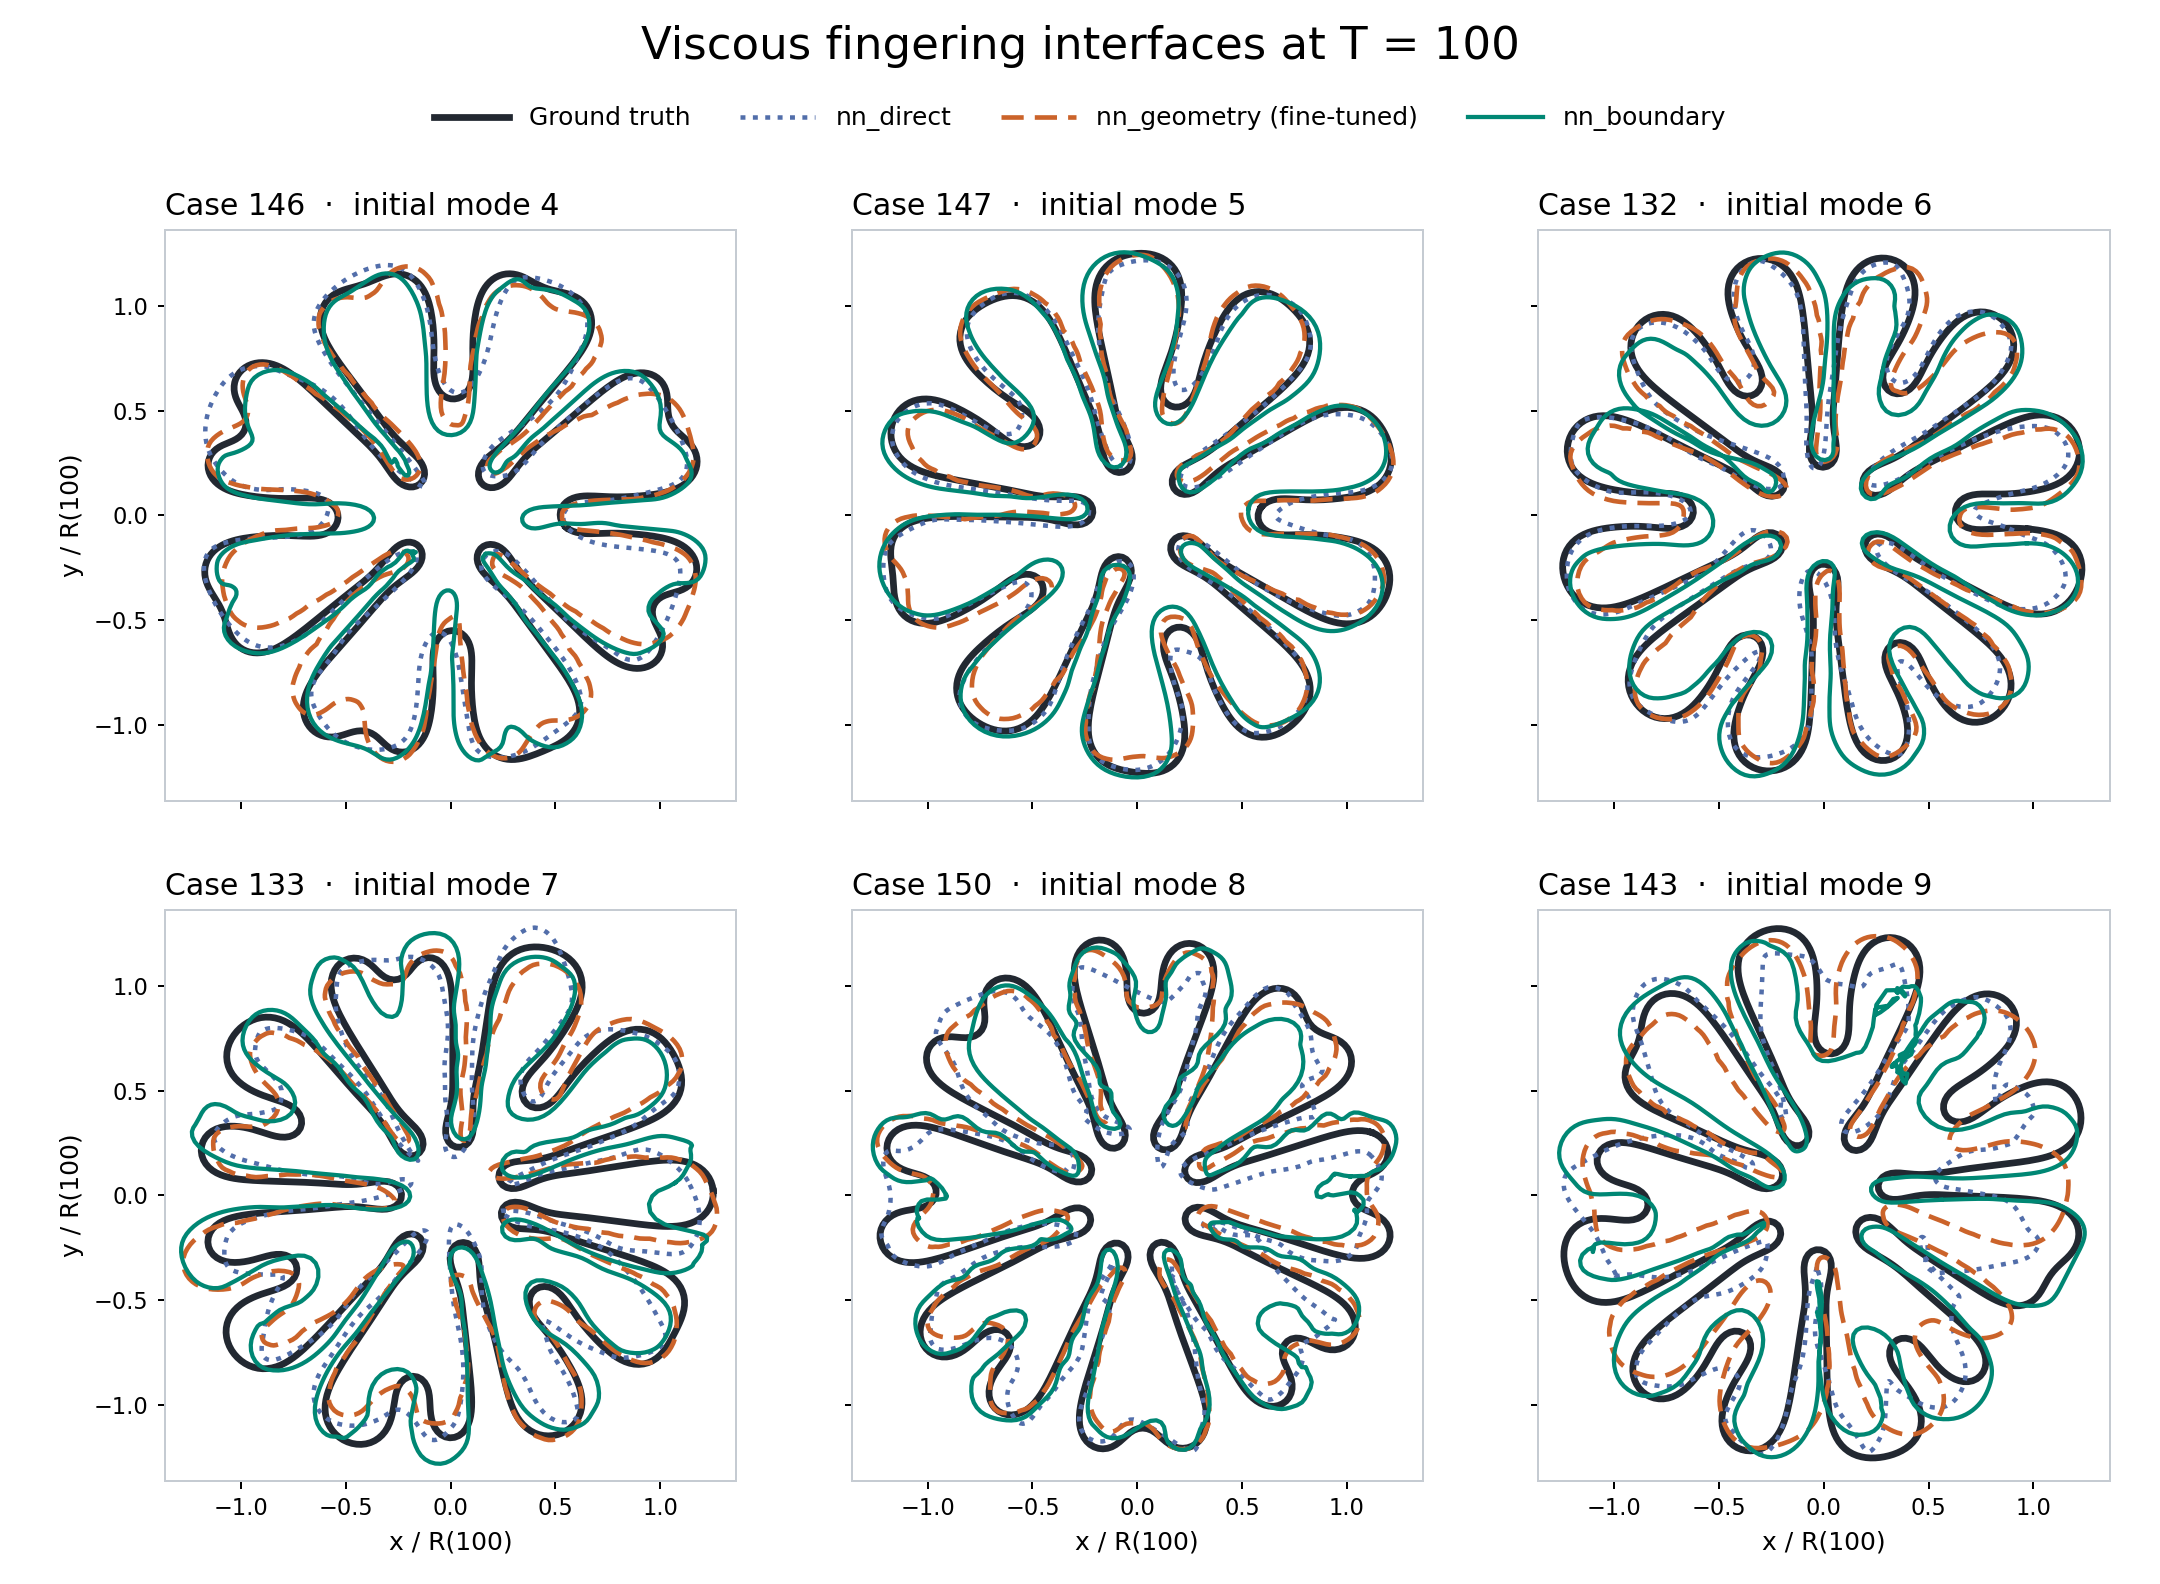 Viscous fingering interfaces at T = 100
Ground truth nn_direct nn_geometry (fine-tuned) nn_boundary
Case 146 · initial mode 4
Case 147 · initial mode 5
Case 132 · initial mode 6
1.0
0.5
0.0
−0.5
−1.0
y / R(100)
Case 133 · initial mode 7
Case 150 · initial mode 8
Case 143 · initial mode 9
1.0
0.5
0.0
−0.5
−1.0
y / R(100)
−1.0 −0.5 0.0 0.5 1.0
−1.0 −0.5 0.0 0.5 1.0
−1.0 −0.5 0.0 0.5 1.0
x / R(100)
x / R(100)
x / R(100)